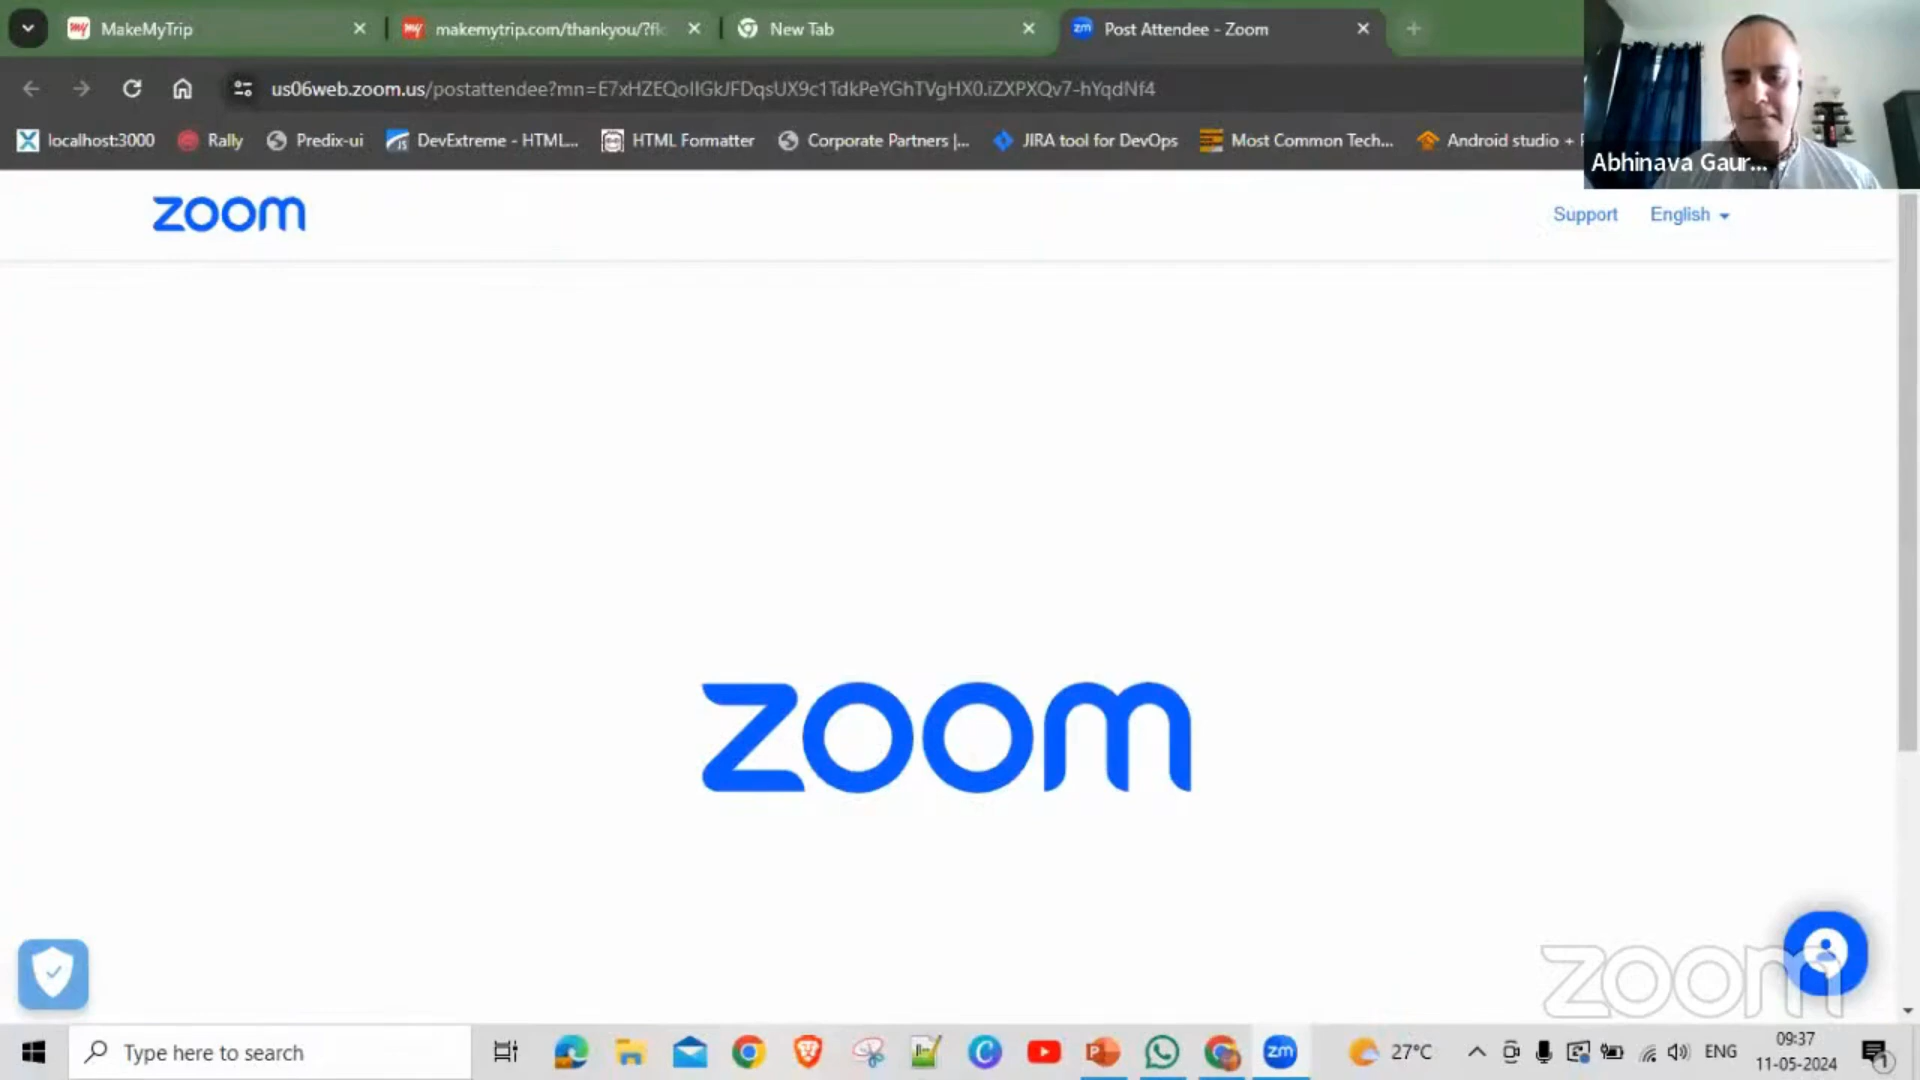 MakeMyTrip
makemytrip.com/thankyou/?fk
New Tab
Post Attendee - Zoom
us06web.zoom.us/postattendee?mn=E7xHZEQolIGkJFDqsUX9c1TdkPeYGhTVgHX0.iZXPXQv7-hYqdNf4
localhost:3000
Rally
Predix-ui
DevExtreme - HTML...
HTML Formatter
Corporate Partners |...
JIRA tool for DevOps
Most Common Tech...
Android studio +
Abhinava Gaur...
zoom
Support
English
zoom
zoom
Type here to search
zm
27°C
ENG
09:37
11-05-2024
1